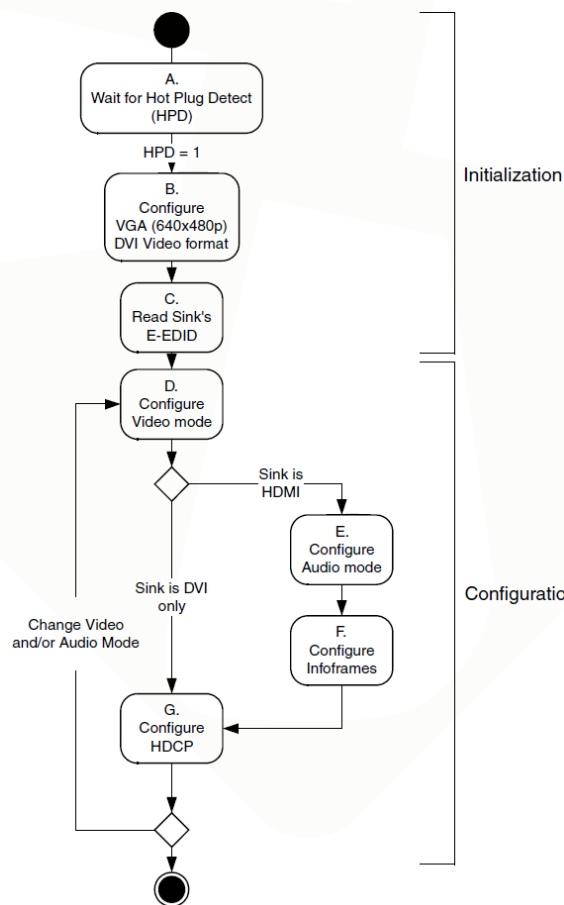 A.
Wait for Hot Plug Detect
(HPD)
HPD = 1
Initialization
B.
Configure
VGA (640x480p)
DVI Video format
C.
Read Sink's
E-EDID
D.
Configure
Video mode
Sink is
HDMI
E.
Configure
Audio mode
Sink is DVI
only
Configuratio
Change Video
and/or Audio Mode
F.
Configure
Infoframes
G.
Configure
HDCP